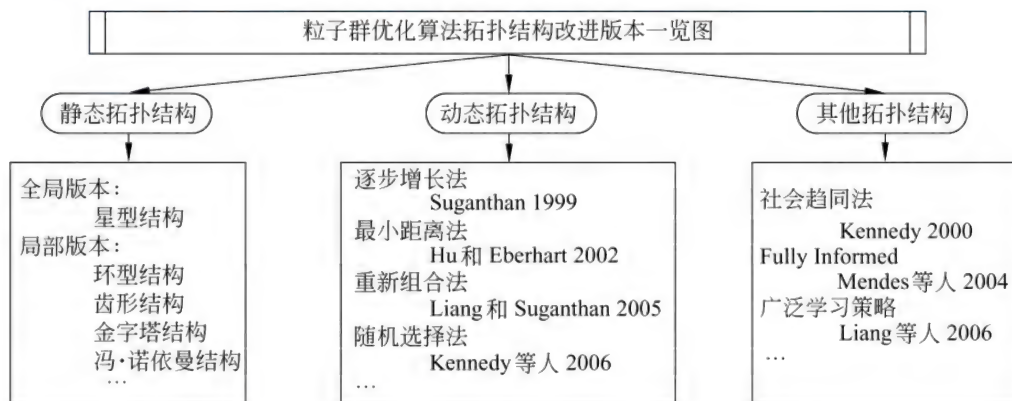 粒子群优化算法拓扑结构改进版本一览图
静态拓扑结构
全局版本：
星型结构
局部版本：
环型结构
齿形结构
金字塔结构
冯·诺依曼结构
…
动态拓扑结构
逐步增长法
Suganthan 1999
最小距离法
Hu和 Eberhart 2002
重新组合法
Liang和 Suganthan 2005
随机选择法
Kennedy等人 2006
…
其他拓扑结构
社会趋同法
Kennedy 2000
Fully Informed
Mendes等人 2004
广泛学习策略
Liang等人 2006
…